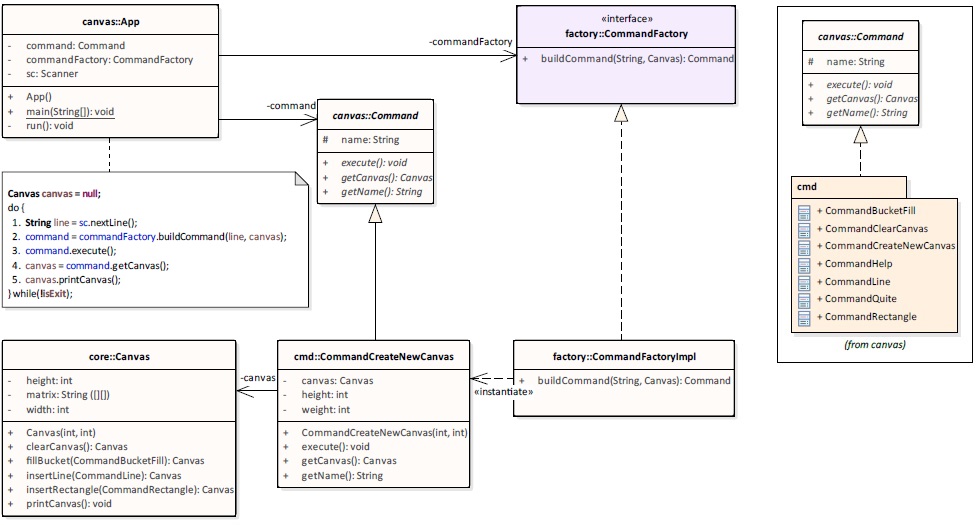 canvas::App
- command: Command
- commandFactory: CommandFactory
- sc: Scanner
+ App()
+ main(String[]): void
- run(): void
-commandFactory
«interface»
factory::CommandFactory
+ buildCommand(String, Canvas): Command
-command
canvas::Command
# name: String
+ execute(): void
+ getCanvas(): Canvas
+ getName(): String
Canvas canvas = null;
do {
1. String line = sc.nextLine();
2. command = commandFactory.buildCommand(line, canvas);
3. command.execute();
4. canvas = command.getCanvas();
5. canvas.printCanvas();
}while(!isExit);
core::Canvas
- height: int
- matrix: String ([][])
- width: int
+ Canvas(int, int)
+ clearCanvas(): Canvas
+ fillBucket(CommandBucketFill): Canvas
+ insertLine(CommandLine): Canvas
+ insertRectangle(CommandRectangle): Canvas
+ printCanvas(): void
-canvas
cmd::CommandCreateNewCanvas
- canvas: Canvas
- height: int
- weight: int
+ CommandCreateNewCanvas(int, int)
+ execute(): void
+ getCanvas(): Canvas
+ getName(): String
«instantiate»
factory::CommandFactoryImpl
+ buildCommand(String, Canvas): Command
canvas::Command
# name: String
+ execute(): void
+ getCanvas(): Canvas
+ getName(): String
cmd
+ CommandBucketFill
+ CommandClearCanvas
+ CommandCreateNewCanvas
+ CommandHelp
+ CommandLine
+ CommandQuite
+ CommandRectangle
(from canvas)